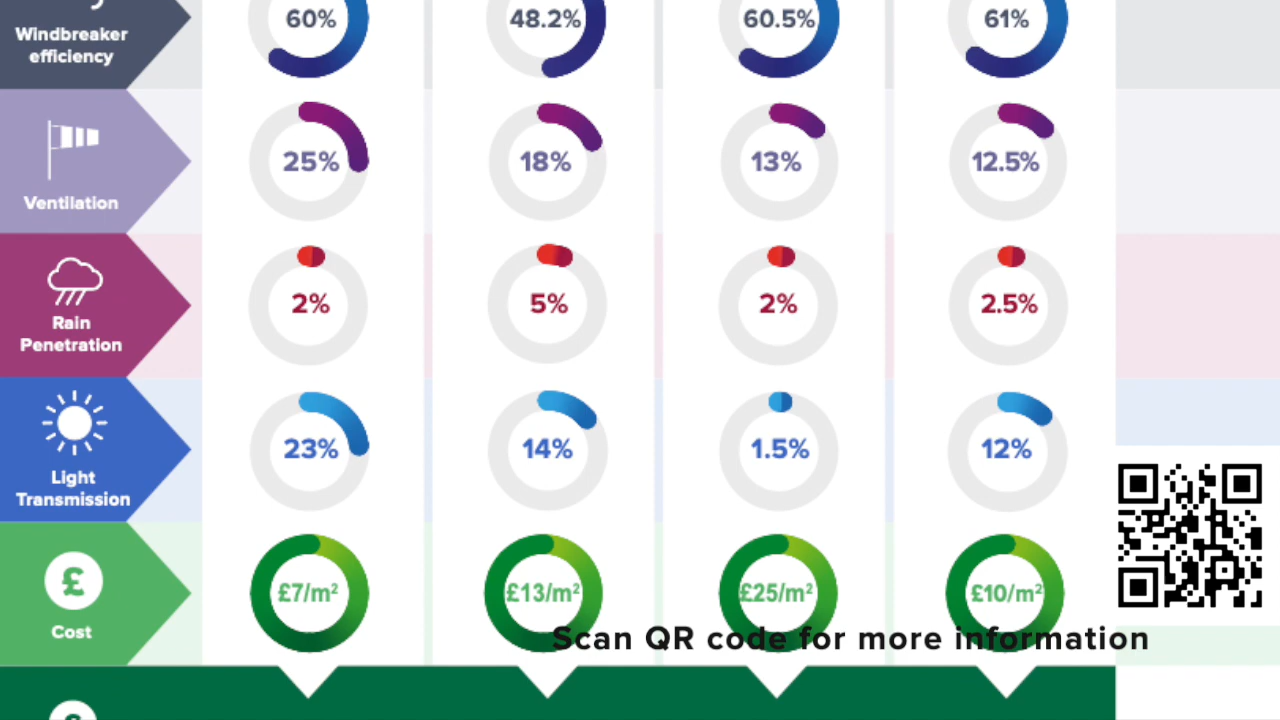 Windbreaker
efficiency
60%
48.2%
60.5%
61%
Ventilation
25%
18%
13%
12.5%
Rain
Penetration
2%
5%
2%
2.5%
Light
Transmission
23%
14%
1.5%
12%
£
Cost
£7/m²
£13/m²
£25/m²
£10/m²
Scan QR code for more information